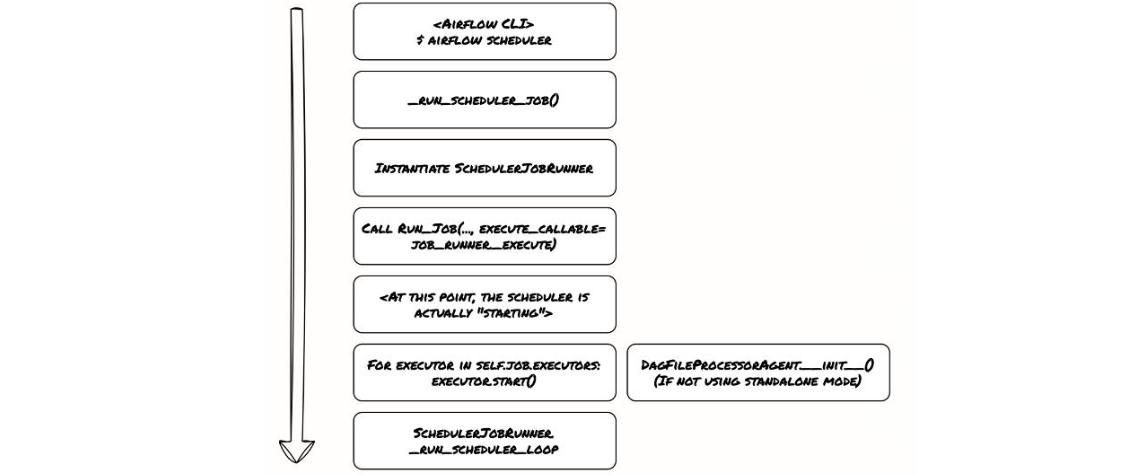 <Airflow CLI>
$ airflow scheduler
_run_scheduler_job()
Instantiate SchedulerJobRunner
Call Run_Job(..., execute_callable=
job_runner_execute)
<At this point, the scheduler is
actually "starting">
For executor in self.job.executors:
executor.start()
DagFileProcessorAgent.__init__()
(If not using standalone mode)
SchedulerJobRunner.
_run_scheduler_loop